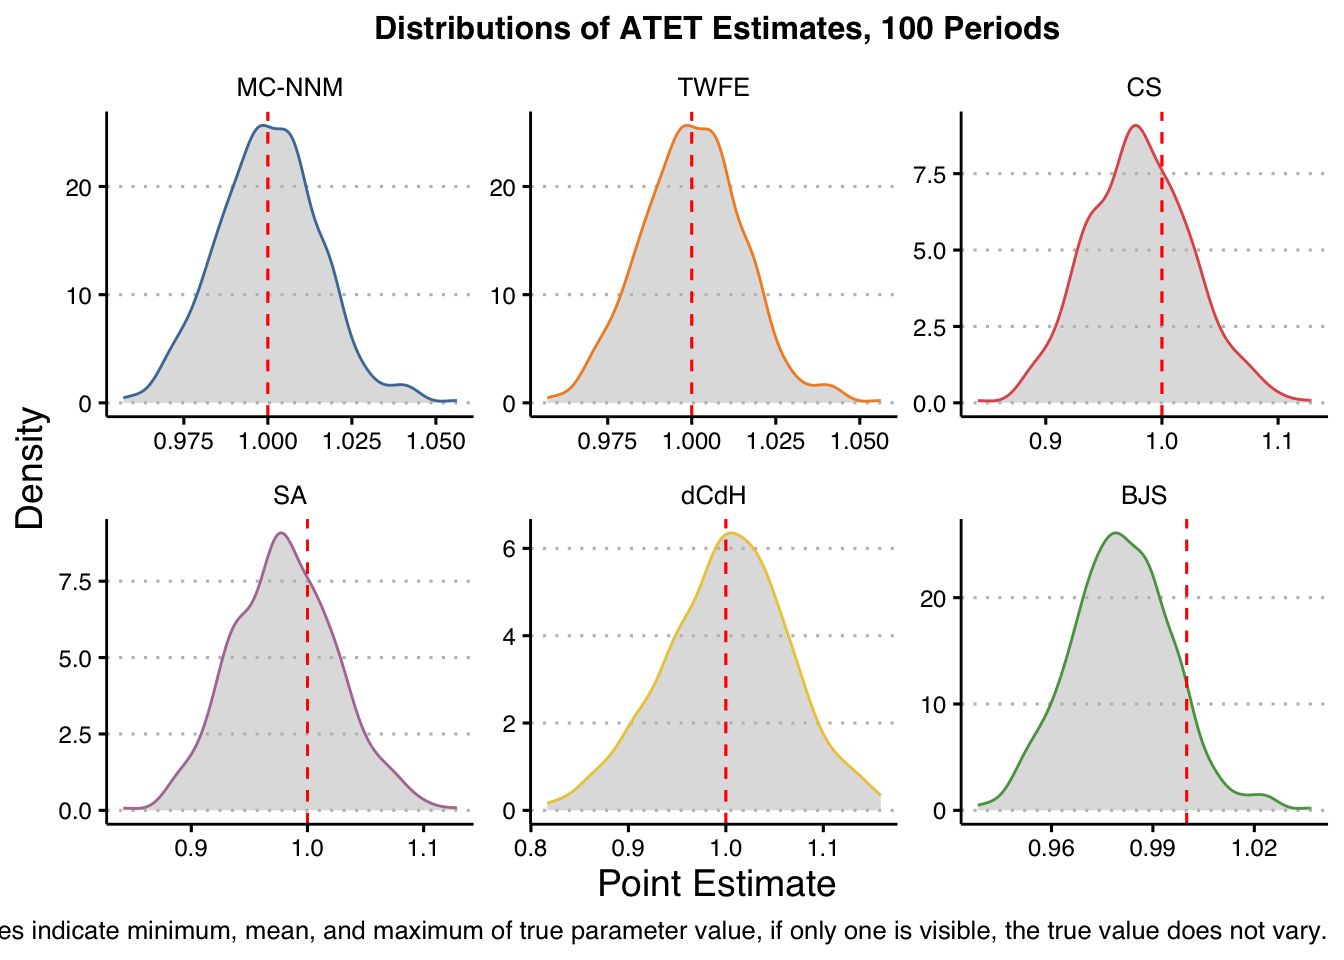 Distributions of ATET Estimates, 100 Periods
MC-NNM
TWFE
CS
20
10
0
0.975 1.000 1.025 1.050
20
10
0
0.975 1.000 1.025 1.050
7.5
5.0
2.5
0.0
0.9 1.0 1.1
Density
SA
dCdH
BJS
7.5
5.0
2.5
0.0
0.9 1.0 1.1
6
4
2
0
0.8 0.9 1.0 1.1
20
10
0
0.96 0.99 1.02
Point Estimate
es indicate minimum, mean, and maximum of true parameter value, if only one is visible, the true value does not vary.